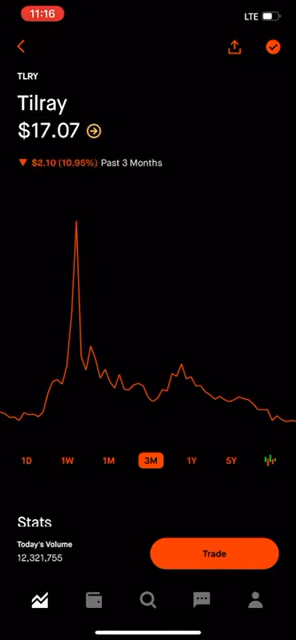 11:16
LTE
TLRY
Tilray
$17.07
▼ $2.10 (10.95%) Past 3 Months
1D 1W 1M 3M 1Y 5Y
Stats
Today's Volume
12,321,755
Trade